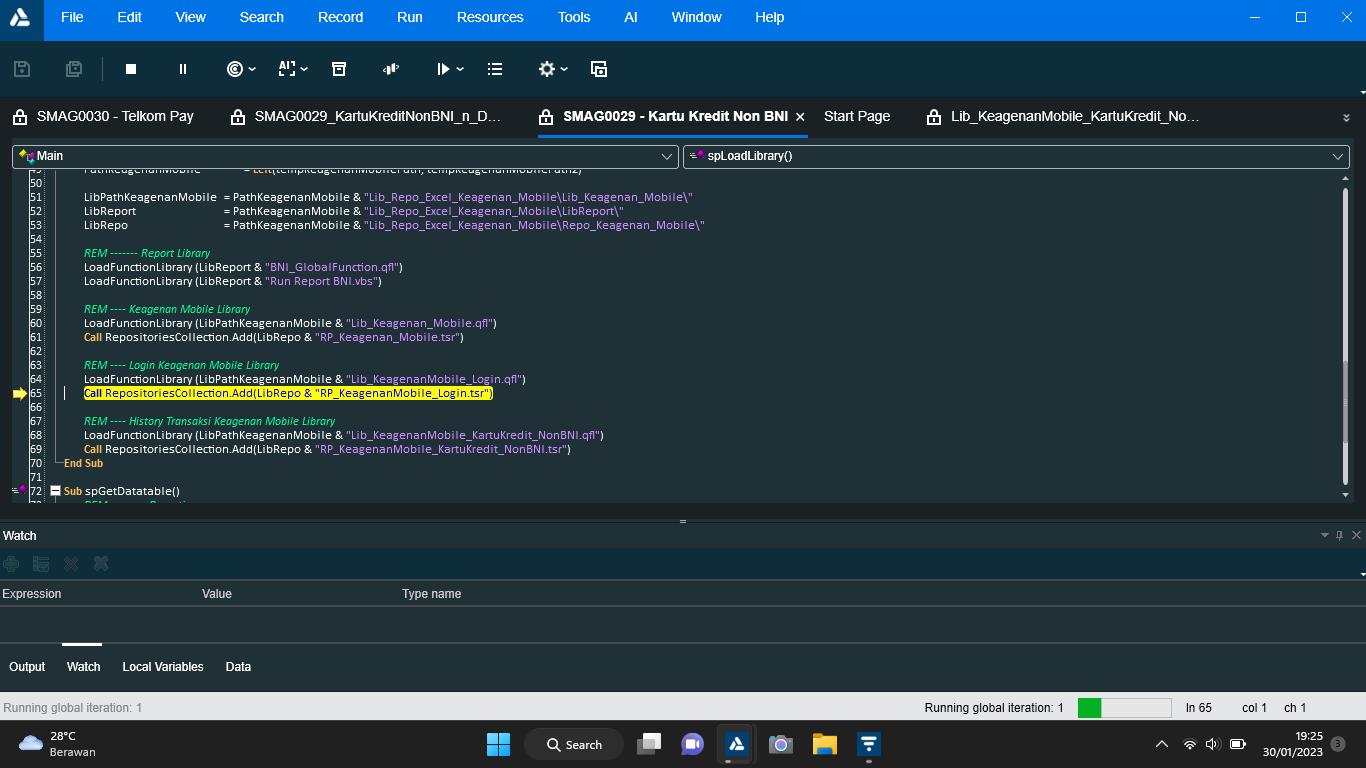 File Edit View Search Record Run Resources Tools AI Window Help
SMAG0030 - Telkom Pay SMAG0029_KartuKreditNonBNI_n_D... SMAG0029 - Kartu Kredit Non BNI Start Page Lib_KeagenanMobile_KartuKredit_No...
Main spLoadLibrary()
49 PathKeagenanMobile = Left(tempKeagenanMobilePath, tempKeagenanMobilePath2)
50
51 LibPathKeagenanMobile = PathKeagenanMobile & "Lib_Repo_Excel_Keagenan_Mobile\Lib_Keagenan_Mobile\"
52 LibReport = PathKeagenanMobile & "Lib_Repo_Excel_Keagenan_Mobile\LibReport\"
53 LibRepo = PathKeagenanMobile & "Lib_Repo_Excel_Keagenan_Mobile\Repo_Keagenan_Mobile\"
54
55 REM ------- Report Library
56 LoadFunctionLibrary (LibReport & "BNI_GlobalFunction.qfl")
57 LoadFunctionLibrary (LibReport & "Run Report BNI.vbs")
58
59 REM ---- Keagenan Mobile Library
60 LoadFunctionLibrary (LibPathKeagenanMobile & "Lib_Keagenan_Mobile.qfl")
61 Call RepositoriesCollection.Add(LibRepo & "RP_Keagenan_Mobile.tsr")
62
63 REM ---- Login Keagenan Mobile Library
64 LoadFunctionLibrary (LibPathKeagenanMobile & "Lib_KeagenanMobile_Login.qfl")
65 Call RepositoriesCollection.Add(LibRepo & "RP_KeagenanMobile_Login.tsr")
66
67 REM ---- History Transaksi Keagenan Mobile Library
68 LoadFunctionLibrary (LibPathKeagenanMobile & "Lib_KeagenanMobile_KartuKredit_NonBNI.qfl")
69 Call RepositoriesCollection.Add(LibRepo & "RP_KeagenanMobile_KartuKredit_NonBNI.tsr")
70 End Sub
71
72 Sub spGetDatatable()
Watch
Expression Value Type name
Output Watch Local Variables Data
Running global iteration: 1 Running global iteration: 1 ln 65 col 1 ch 1
28°C
Berawan
Search
19:25
30/01/2023
3